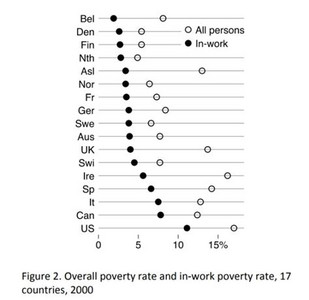 Bel
Den
Fin
Nth
Asl
Nor
Fr
Ger
Swe
Aus
UK
Swi
Ire
Sp
It
Can
US
All persons
In-work
0 5 10 15%
Figure 2. Overall poverty rate and in-work poverty rate, 17
countries, 2000